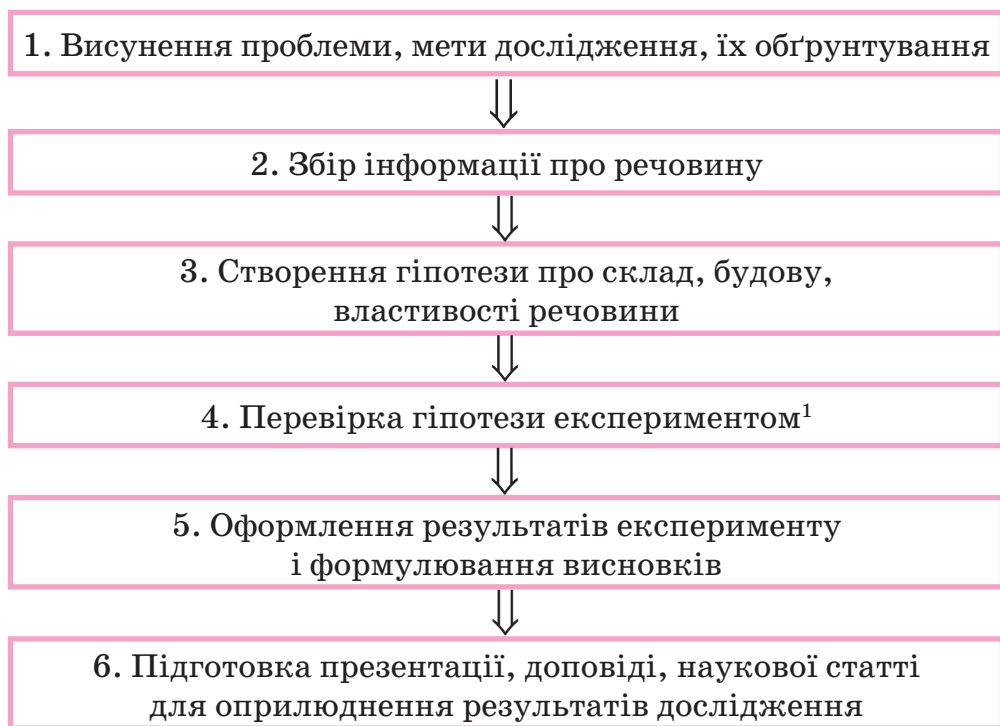 1. Висунення проблеми, мети дослідження, їх обґрунтування
2. Збір інформації про речовину
3. Створення гіпотези про склад, будову,
властивості речовини
4. Перевірка гіпотези експериментом¹
5. Оформлення результатів експерименту
і формулювання висновків
6. Підготовка презентації, доповіді, наукової статті
для оприлюднення результатів дослідження